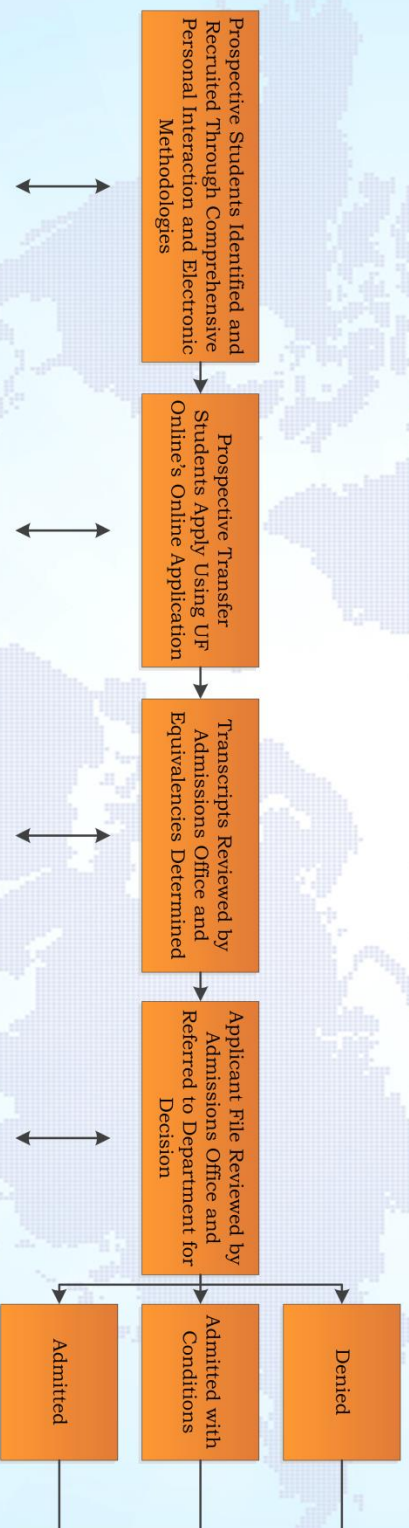 Prospective Students Identified and
Recruited Through Comprehensive
Personal Interaction and Electronic
Methodologies
Prospective Transfer
Students Apply Using UF
Online's Online Application
Transcripts Reviewed by
Admissions Office and
Equivalencies Determined
Applicant File Reviewed by
Admissions Office and
Referred to Department for
Decision
Denied
Admitted with
Conditions
Admitted